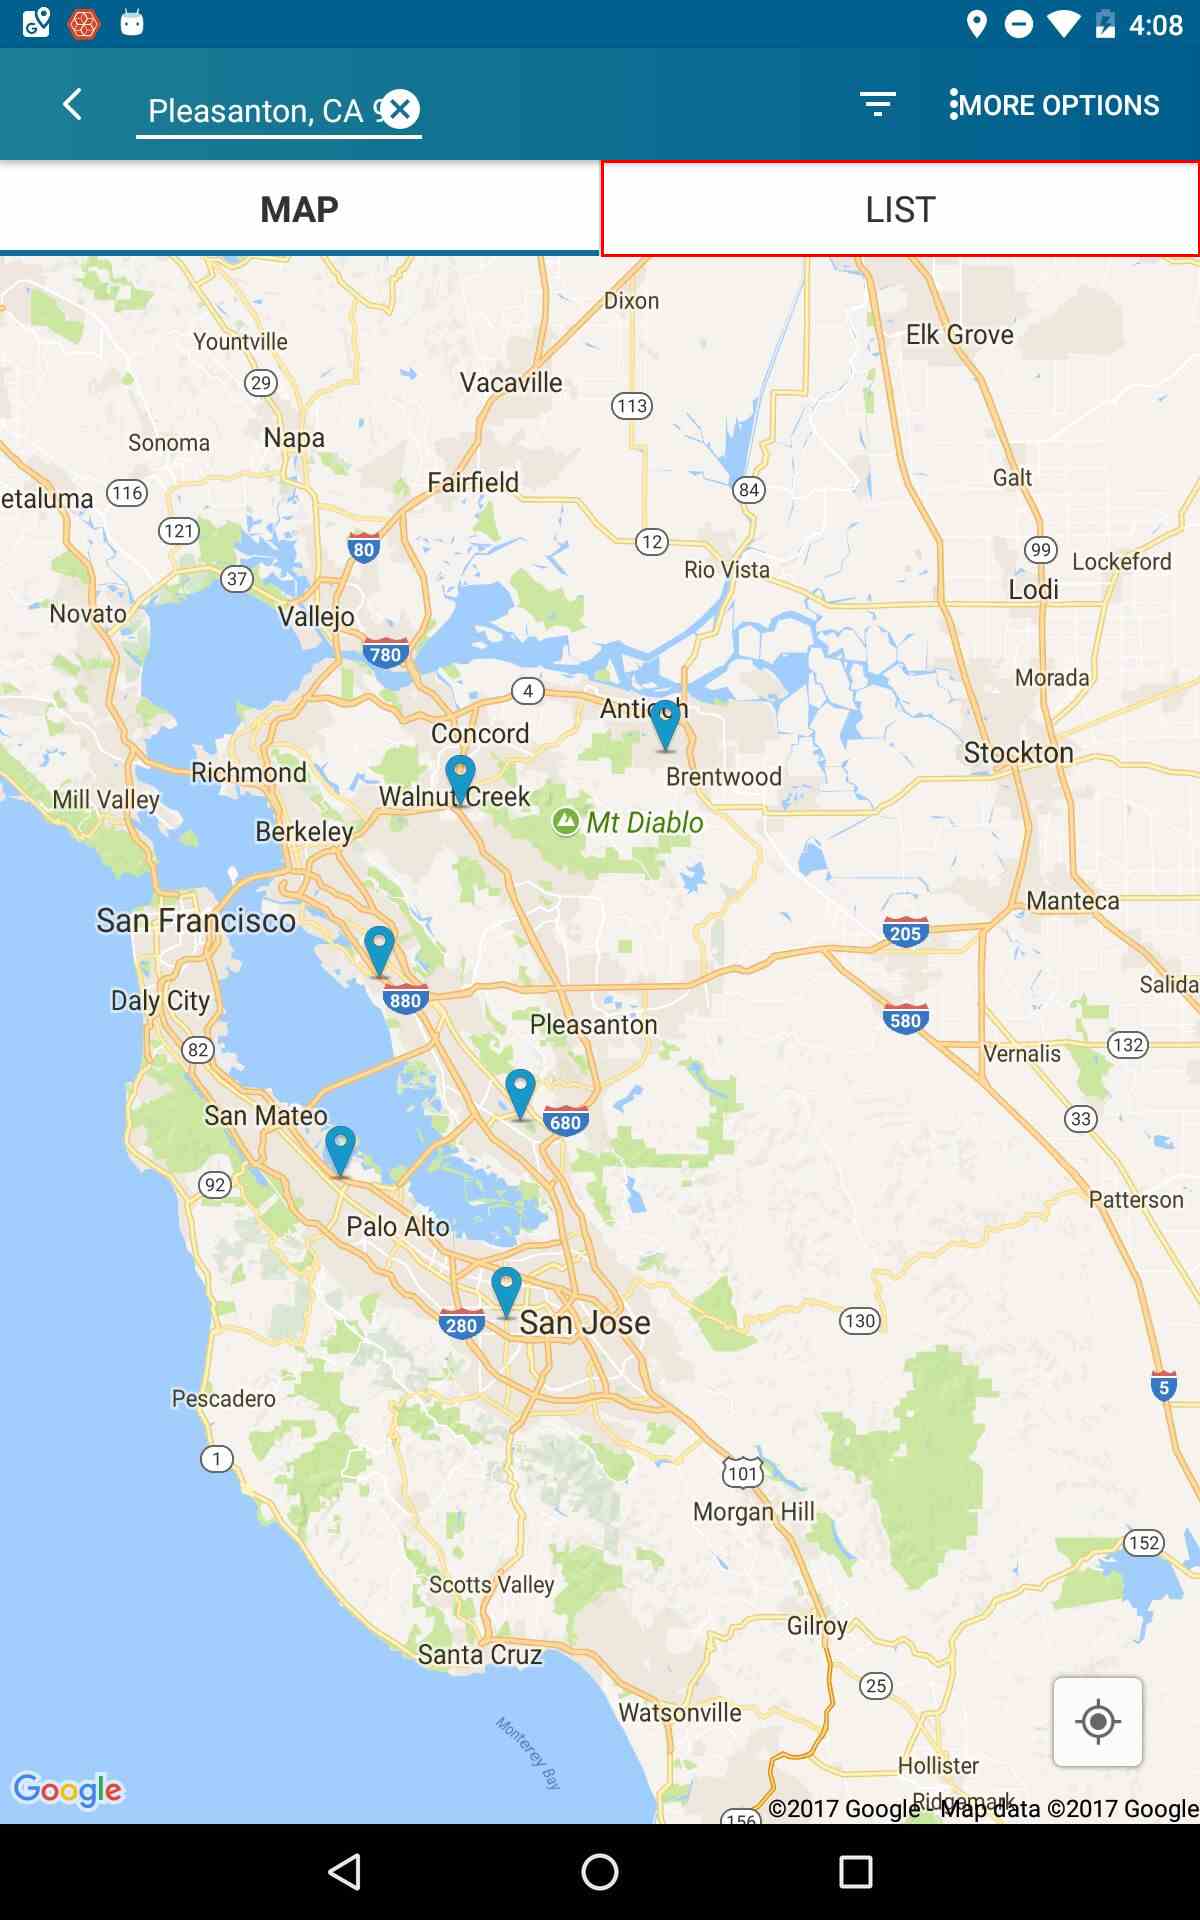 4:08
Pleasanton, CA
MORE OPTIONS
MAP
LIST
Dixon
Elk Grove
Yountville
29
Vacaville
113
Sonoma
Napa
Fairfield
Galt
etaluma
116
84
121
80
12
99
Lockeford
37
Rio Vista
Lodi
Novato
Vallejo
780
Morada
4
Antioch
Concord
Stockton
Richmond
Brentwood
Mill Valley
Walnut Creek
Berkeley
Mt Diablo
Manteca
San Francisco
205
Salida
Daly City
880
580
Pleasanton
82
Vernalis
132
San Mateo
680
33
92
Patterson
Palo Alto
280
San Jose
130
5
Pescadero
1
101
Morgan Hill
152
Scotts Valley
Gilroy
Santa Cruz
25
Watsonville
Monterey Bay
Hollister
Google
Ridgemark
156
©2017 Google - Map data ©2017 Google